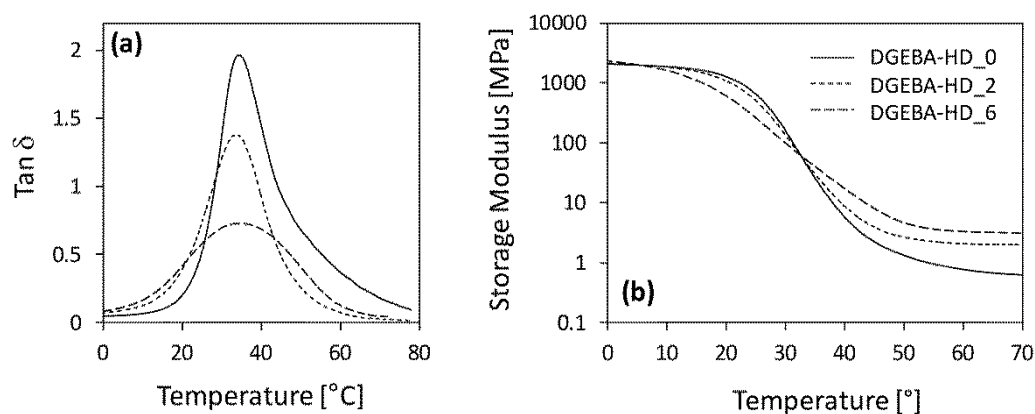 (a)
2
1.5
1
0.5
0
Tan δ
0 20 40 60 80
Temperature [°C]
10000
1000
100
10
1
0.1
Storage Modulus [MPa]
DGEBA-HD_0
DGEBA-HD_2
DGEBA-HD_6
(b)
0 10 20 30 40 50 60 70
Temperature [°]